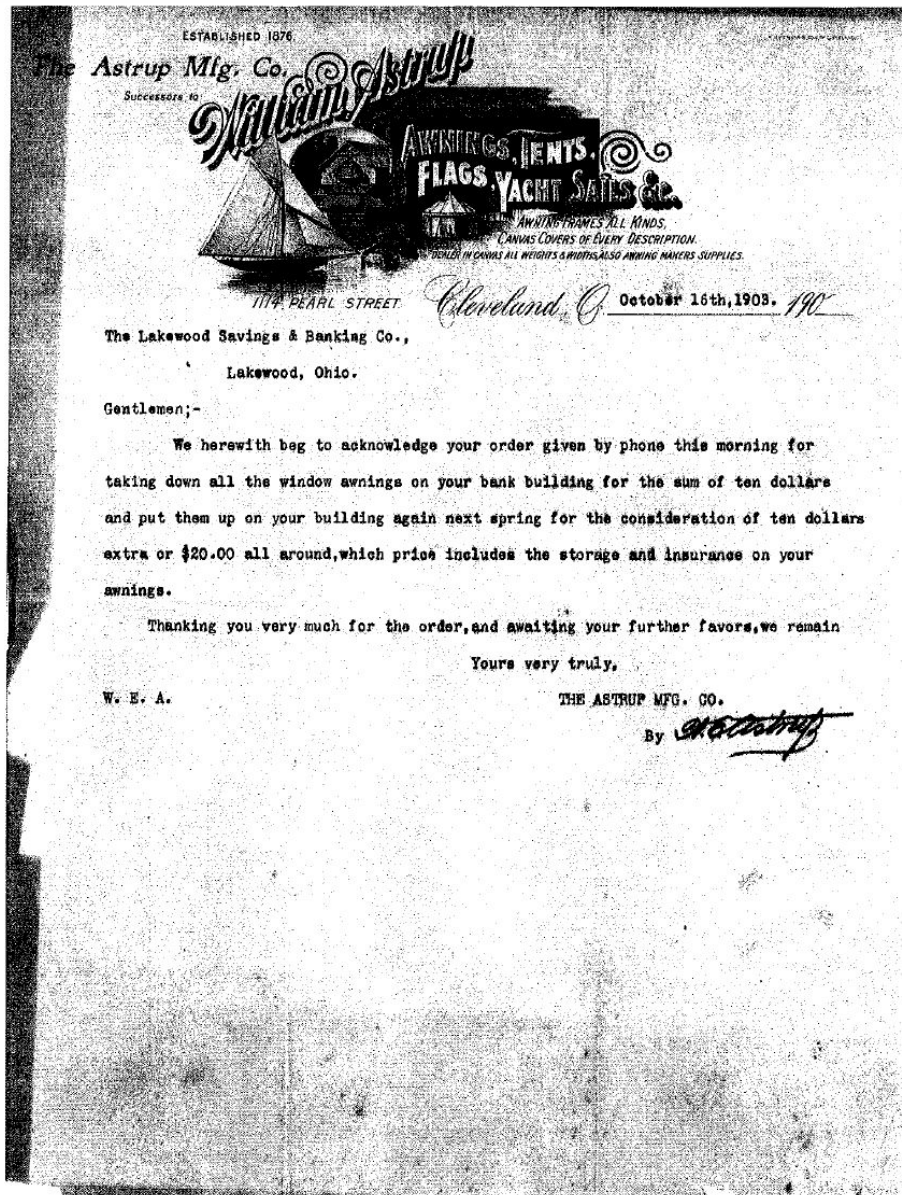 ESTABLISHED 1876.
The Astrup Mfg. Co.
Successors to
William Astrup
AWNINGS, TENTS,
FLAGS, YACHT SAILS &c.
AWNING FRAMES ALL KINDS,
CANVAS COVERS OF EVERY DESCRIPTION.
DEALER IN CANVAS ALL WEIGHTS & WIDTHS, ALSO AWNING MAKERS SUPPLIES.
1114 PEARL STREET Cleveland, O. October 16th,1903. 190
The Lakewood Savings & Banking Co.,
Lakewood, Ohio.
Gentlemen;-
We herewith beg to acknowledge your order given by phone this morning for
taking down all the window awnings on your bank building for the sum of ten dollars
and put them up on your building again next spring for the consideration of ten dollars
extra or $20.00 all around,which price includes the storage and insurance on your
awnings.
Thanking you very much for the order,and awaiting your further favors,we remain
Yours very truly,
W. E. A. THE ASTRUP MFG. CO.
By W. E. Astrup